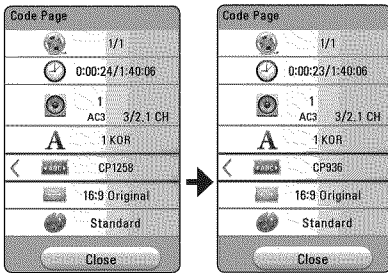 Code Page
1/1
0:00:24/1:40:06
1
AC3 3/2.1 CH
A 1 KOR
ABC CP1258
16:9 Original
Standard
Close
Code Page
1/1
0:00:23/1:40:06
1
AC3 3/2.1 CH
A 1 KOR
ABC CP936
16:9 Original
Standard
Close